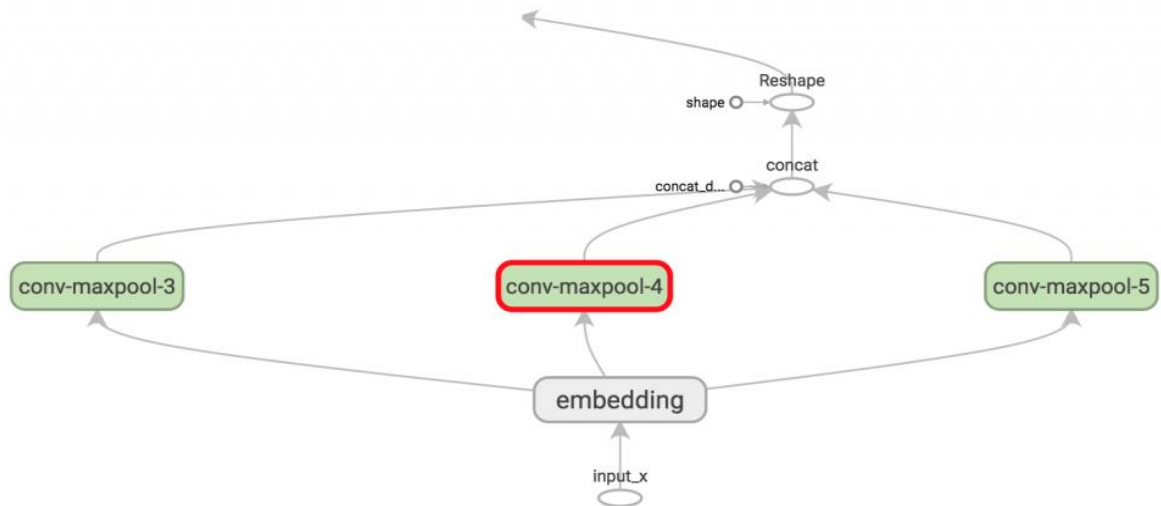 Reshape
shape
concat
concat_d...
conv-maxpool-3
conv-maxpool-4
conv-maxpool-5
embedding
input_x